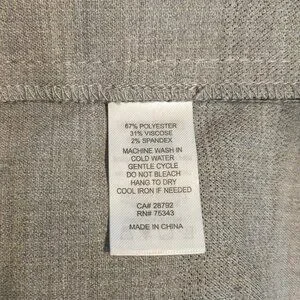 67% POLYESTER
31% VISCOSE
2% SPANDEX
MACHINE WASH IN
COLD WATER
GENTLE CYCLE
DO NOT BLEACH
HANG TO DRY
COOL IRON IF NEEDED
CA# 28792
RN# 75343
MADE IN CHINA